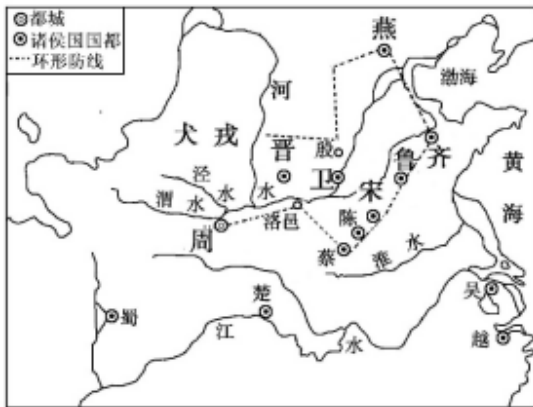 都城
诸侯国国都
环形防线
燕
渤海
河
犬戎
晋
殷
卫
鲁
齐
黄海
泾水
渭水
水
宋
周
洛邑
陈
蔡
淮水
楚
吴
蜀
江
水
越